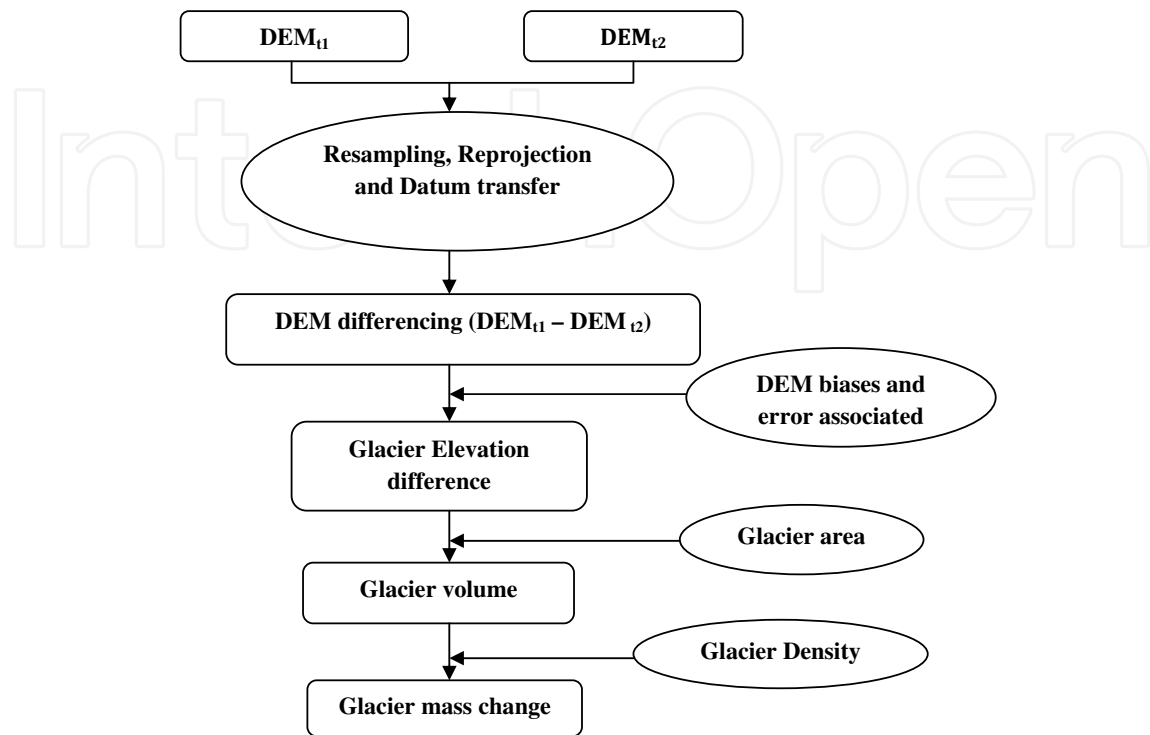 DEMt1
DEMt2
Resampling, Reprojection
and Datum transfer
DEM differencing (DEMt1 – DEM t2)
DEM biases and
error associated
Glacier Elevation
difference
Glacier area
Glacier volume
Glacier Density
Glacier mass change
IntechOpen